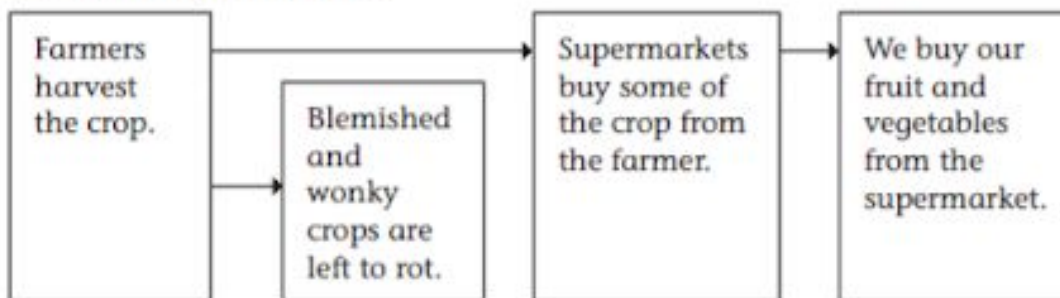 Farmers
harvest
the crop.
Blemished
and
wonky
crops are
left to rot.
Supermarkets
buy some of
the crop from
the farmer.
We buy our
fruit and
vegetables
from the
supermarket.